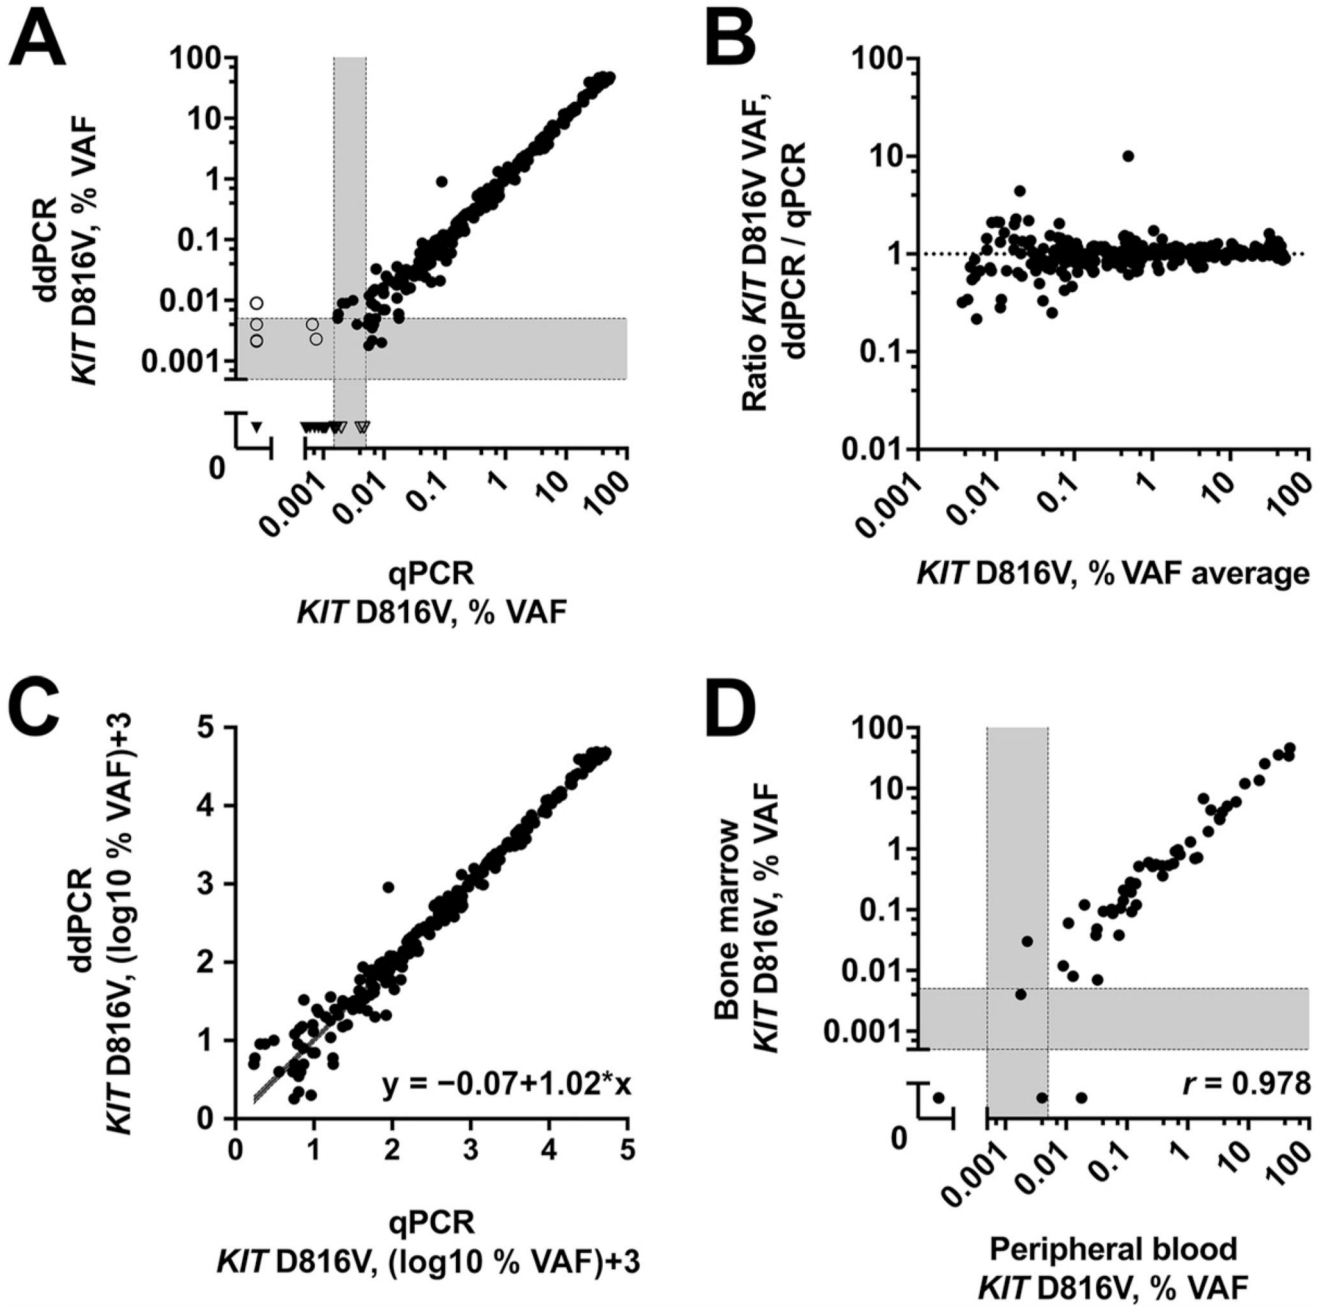 A
100
10
1
0.1
0.01
0.001
0
ddPCR
KIT D816V, % VAF
0.001
0.01
0.1
1
10
100
qPCR
KIT D816V, % VAF
B
100
10
1
0.1
0.01
Ratio KIT D816V VAF,
ddPCR / qPCR
0.001
0.01
0.1
1
10
100
KIT D816V, % VAF average
C
5
4
3
2
1
0
ddPCR
KIT D816V, (log10 % VAF)+3
y = −0.07+1.02*x
0
1
2
3
4
5
qPCR
KIT D816V, (log10 % VAF)+3
D
100
10
1
0.1
0.01
0.001
0
Bone marrow
KIT D816V, % VAF
r = 0.978
0.001
0.01
0.1
1
10
100
Peripheral blood
KIT D816V, % VAF